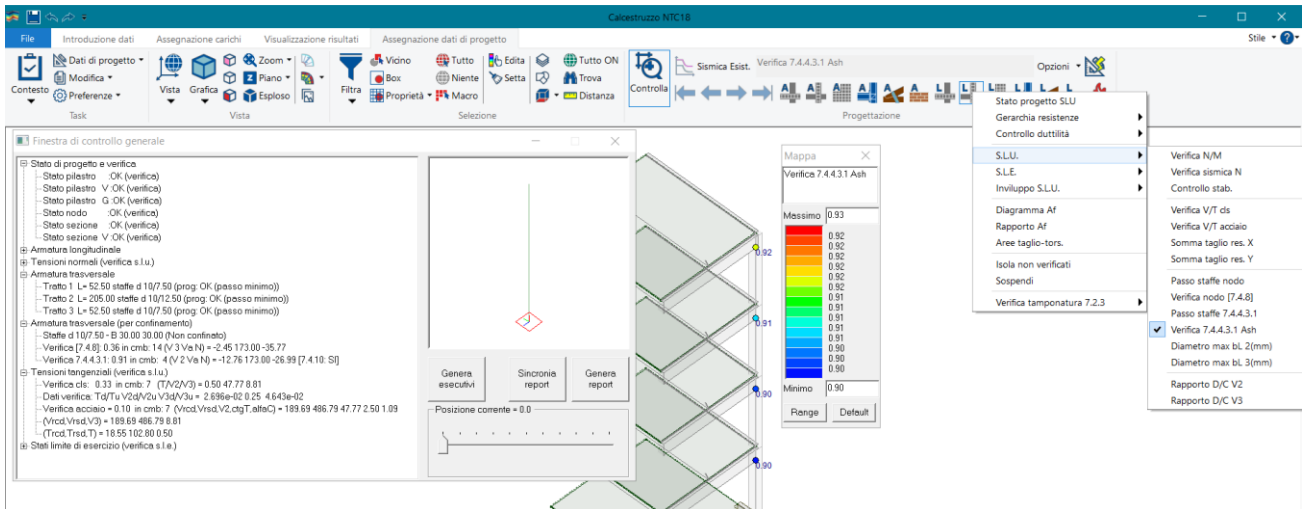 Calcestruzzo NTC18
File Introduzione dati Assegnazione carichi Visualizzazione risultati Assegnazione dati di progetto Stile
Contesto
Dati di progetto
Modifica
Preferenze
Task
Vista
Grafica
Zoom
Piano
Esploso
Vista
Filtra
Vicino
Box
Proprietà
Tutto
Niente
Macro
Edita
Setta
Tutto ON
Trova
Distanza
Selezione
Controlla
Sismica Esist. Verifica 7.4.4.3.1 Ash
Opzioni
Progettazione
Finestra di controllo generale
Stato di progetto e verifica
Stato pilastro :OK (verifica)
Stato pilastro V :OK (verifica)
Stato pilastro G :OK (verifica)
Stato nodo :OK (verifica)
Stato sezione :OK (verifica)
Stato sezione V :OK (verifica)
Armatura longitudinale
Tensioni normali (verifica s.l.u.)
Armatura trasversale
Tratto 1 L= 52.50 staffe d 10/7.50 (prog: OK (passo minimo))
Tratto 2 L= 205.00 staffe d 10/12.50 (prog: OK (passo minimo))
Tratto 3 L= 52.50 staffe d 10/7.50 (prog: OK (passo minimo))
Armatura trasversale (per confinamento)
Staffe d 10/7.50 - B 30.00 30.00 (Non confinato)
Verifica [7.4.8]: 0.36 in cmb: 14 (V 3 Va N) = -2.45 173.00 -35.77
Verifica 7.4.4.3.1: 0.91 in cmb: 4 (V 2 Va N) = -12.76 173.00 -26.99 [7.4.10: SI]
Tensioni tangenziali (verifica s.l.u.)
Verifica cls: 0.33 in cmb: 7 (T/V2/V3) = 0.50 47.77 8.81
Dati verifica: Td/Tu V2d/V2u V3d/V3u = 2.696e-02 0.25 4.643e-02
Verifica acciaio = 0.10 in cmb: 7 (Vrcd,Vrsd,V2,ctgT,alfaC) = 189.69 486.79 47.77 2.50 1.09
(Vrcd,Vrsd,V3) = 189.69 486.79 8.81
(Trcd,Trsd,T) = 18.55 102.80 0.50
Stati limite di esercizio (verifica s.l.e.)
Genera esecutivi
Sincronia report
Genera report
Posizione corrente = 0.0
0.92
0.91
0.90
0.90
Mappa
Verifica 7.4.4.3.1 Ash
Massimo 0.93
0.92
0.92
0.92
0.92
0.92
0.92
0.91
0.91
0.91
0.91
0.91
0.90
0.90
0.90
Minimo 0.90
Range Default
Stato progetto SLU
Gerarchia resistenze
Controllo duttilità
S.L.U.
S.L.E.
Inviluppo S.L.U.
Diagramma Af
Rapporto Af
Aree taglio-tors.
Isola non verificati
Sospendi
Verifica tamponatura 7.2.3
Verifica N/M
Verifica sismica N
Controllo stab.
Verifica V/T cls
Verifica V/T acciaio
Somma taglio res. X
Somma taglio res. Y
Passo staffe nodo
Verifica nodo [7.4.8]
Passo staffe 7.4.4.3.1
Verifica 7.4.4.3.1 Ash
Diametro max bL 2(mm)
Diametro max bL 3(mm)
Rapporto D/C V2
Rapporto D/C V3